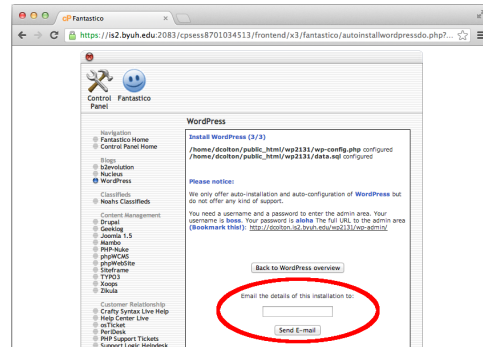 Fantastico
https://is2.byuh.edu:2083/cpsess8701034513/frontend/x3/fantastico/autoinstallwordpressdo.php?...
Control Panel
Fantastico
WordPress
Navigation
Fantastico Home
Control Panel Home
Blogs
b2evolution
Nucleus
WordPress
Classifieds
Noahs Classifieds
Content Management
Drupal
Geeklog
Joomla 1.5
Mambo
PHP-Nuke
phpWCMS
phpWebSite
Siteframe
TYPO3
Xoops
Zikula
Customer Relationship
Crafty Syntax Live Help
Help Center Live
osTicket
PerlDesk
PHP Support Tickets
Support Logic Helpdesk
Install WordPress (3/3)
/home/dcolton/public_html/wp2131/wp-config.php configured
/home/dcolton/public_html/wp2131/data.sql configured
Please notice:
We only offer auto-installation and auto-configuration of WordPress but
do not offer any kind of support.
You need a username and a password to enter the admin area. Your
username is boss. Your password is aloha The full URL to the admin area
(Bookmark this!): http://dcolton.is2.byuh.edu/wp2131/wp-admin/
Back to WordPress overview
Email the details of this installation to:
Send E-mail